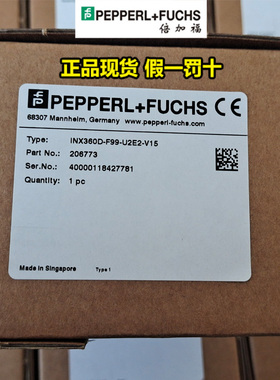 PEPPERL+FUCHS
倍加福
正品现货 假一罚十
PEPPERL+FUCHS CE
68307 Mannheim, Germany www.pepperl-fuchs.com
Type: INX360D-F99-U2E2-V15
Part No.: 206773
Ser.No.: 40000118427781
Quantity: 1 pc
Made in Singapore Type 1